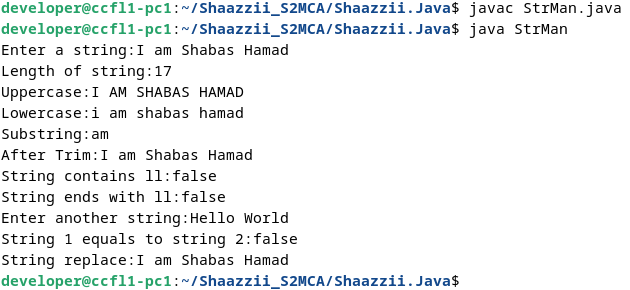 developer@ccfl1-pc1:~/Shaazzii_S2MCA/Shaazzii.Java$ javac StrMan.java
developer@ccfl1-pc1:~/Shaazzii_S2MCA/Shaazzii.Java$ java StrMan
Enter a string:I am Shabas Hamad
Length of string:17
Uppercase:I AM SHABAS HAMAD
Lowercase:i am shabas hamad
Substring:am
After Trim:I am Shabas Hamad
String contains ll:false
String ends with ll:false
Enter another string:Hello World
String 1 equals to string 2:false
String replace:I am Shabas Hamad
developer@ccfl1-pc1:~/Shaazzii_S2MCA/Shaazzii.Java$